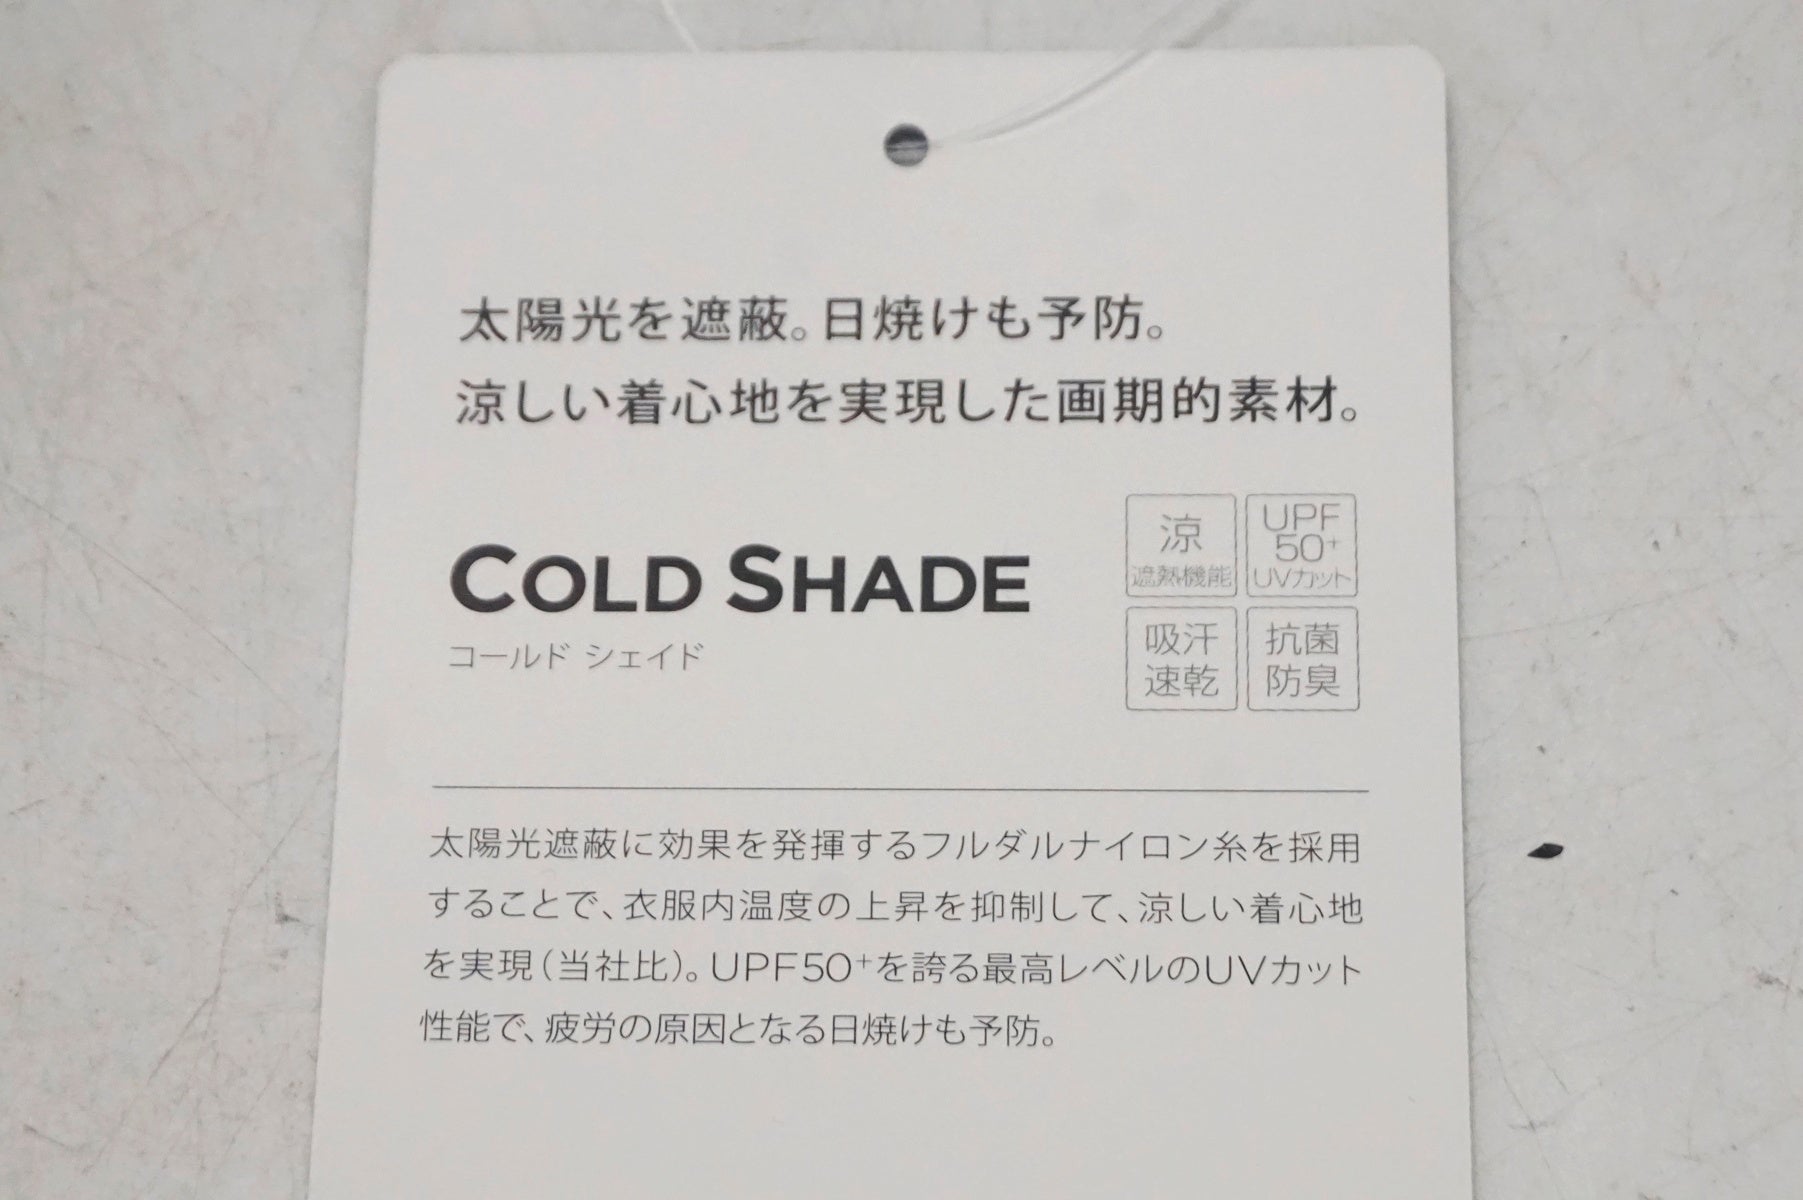 太陽光を遮蔽。日焼けも予防。
涼しい着心地を実現した画期的素材。
COLD SHADE
コールド シェイド
涼
遮熱機能
UPF
50+
UVカット
吸汗
速乾
抗菌
防臭
太陽光遮蔽に効果を発揮するフルダルナイロン糸を採用
することで、衣服内温度の上昇を抑制して、涼しい着心地
を実現（当社比）。UPF50+を誇る最高レベルのUVカット
性能で、疲労の原因となる日焼けも予防。